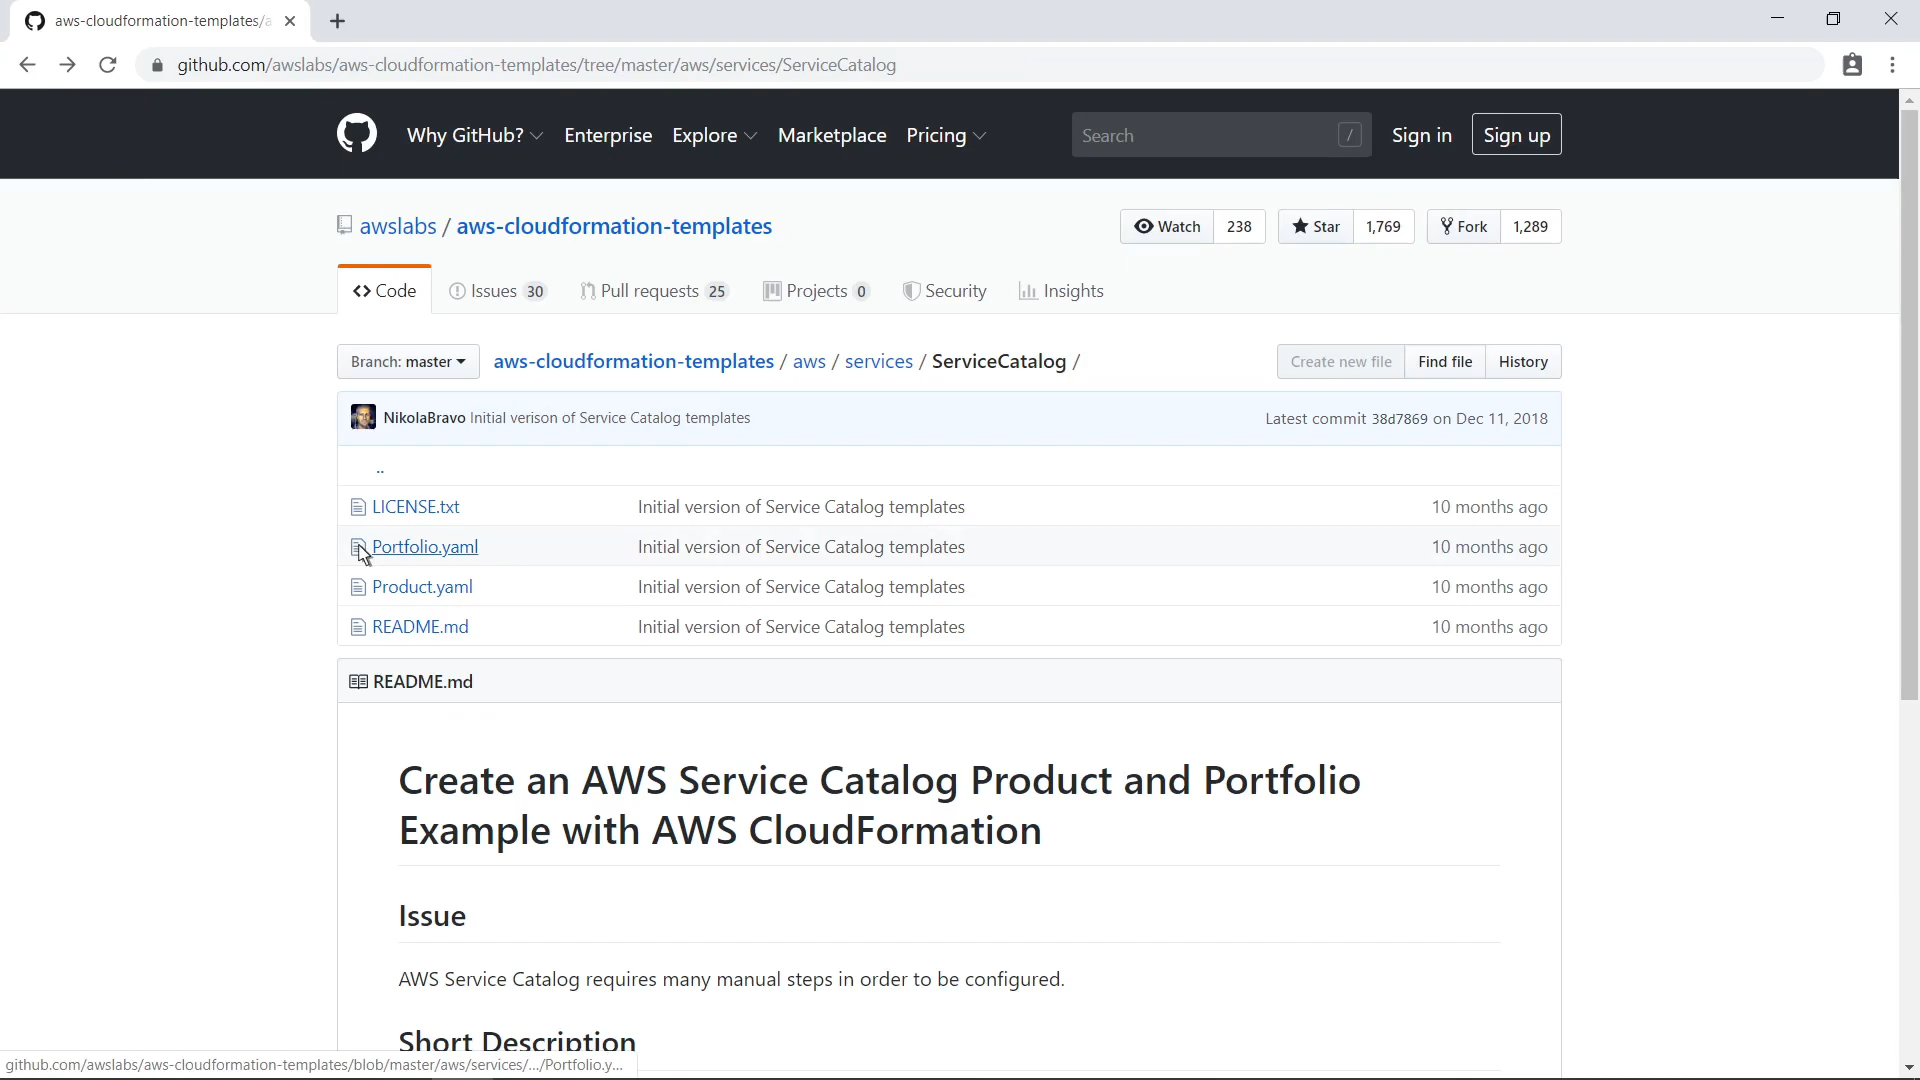 aws-cloudformation-templates/a
github.com/awslabs/aws-cloudformation-templates/tree/master/aws/services/ServiceCatalog
Why GitHub? Enterprise Explore Marketplace Pricing Search / Sign in Sign up
awslabs / aws-cloudformation-templates Watch 238 Star 1,769 Fork 1,289
Code Issues 30 Pull requests 25 Projects 0 Security Insights
Branch: master aws-cloudformation-templates / aws / services / ServiceCatalog / Create new file Find file History
NikolaBravo Initial verison of Service Catalog templates Latest commit 38d7869 on Dec 11, 2018
..
LICENSE.txt Initial version of Service Catalog templates 10 months ago
Portfolio.yaml Initial version of Service Catalog templates 10 months ago
Product.yaml Initial version of Service Catalog templates 10 months ago
README.md Initial version of Service Catalog templates 10 months ago
README.md
Create an AWS Service Catalog Product and Portfolio
Example with AWS CloudFormation
Issue
AWS Service Catalog requires many manual steps in order to be configured.
Short Description
github.com/awslabs/aws-cloudformation-templates/blob/master/aws/services/.../Portfolio.y...